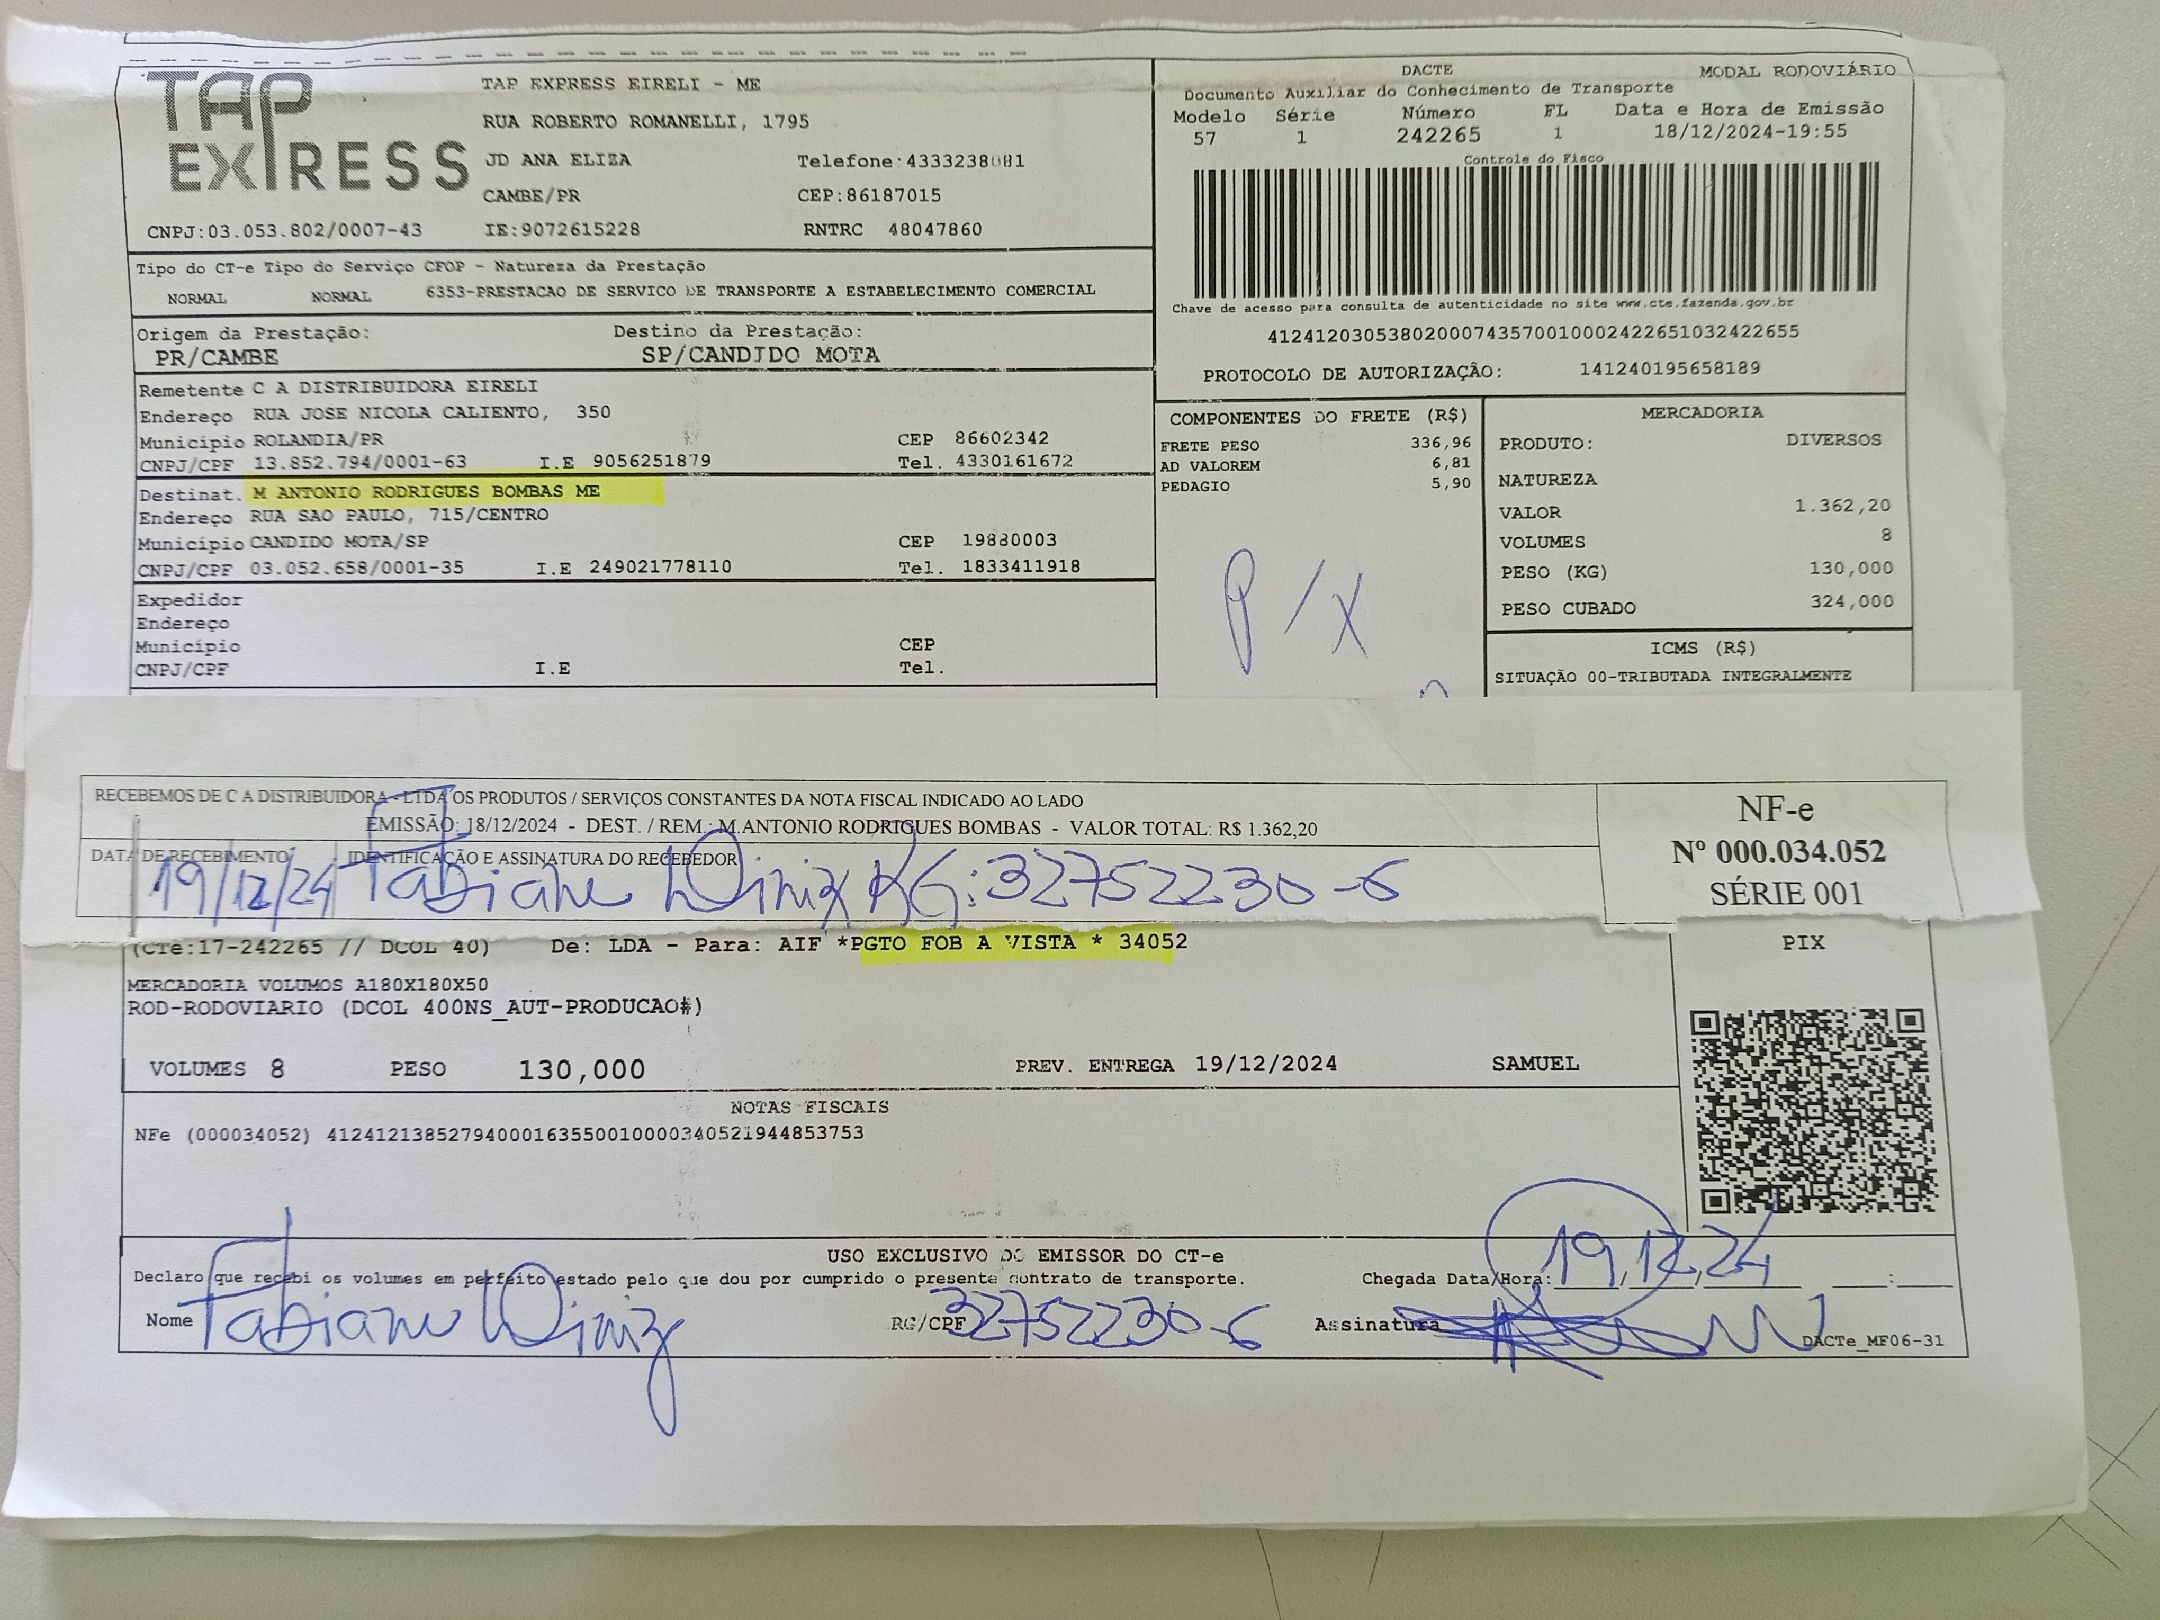 TAP EXPRESS
TAP EXPRESS EIRELI - ME
RUA ROBERTO ROMANELLI, 1795
JD ANA ELIZA Telefone:4333238081
CAMBE/PR CEP:86187015
CNPJ:03.053.802/0007-43 IE:9072615228 RNTRC 48047860
DACTE MODAL RODOVIÁRIO
Documento Auxiliar do Conhecimento de Transporte
Modelo Série Número FL Data e Hora de Emissão
57 1 242265 1 18/12/2024-19:55
Controle do Fisco
Chave de acesso para consulta de autenticidade no site www.cte.fazenda.gov.br
41241203053802000743570010002422651032422655
PROTOCOLO DE AUTORIZAÇÃO: 141240195658189
Tipo do CT-e Tipo do Serviço CFOP - Natureza da Prestação
NORMAL NORMAL 6353-PRESTACAO DE SERVICO DE TRANSPORTE A ESTABELECIMENTO COMERCIAL
Origem da Prestação: Destino da Prestação:
PR/CAMBE SP/CANDIDO MOTA
Remetente C A DISTRIBUIDORA EIRELI
Endereço RUA JOSE NICOLA CALIENTO, 350
Município ROLANDIA/PR CEP 86602342
CNPJ/CPF 13.852.794/0001-63 I.E 9056251879 Tel. 4330161672
Destinat. M ANTONIO RODRIGUES BOMBAS ME
Endereço RUA SAO PAULO, 715/CENTRO
Município CANDIDO MOTA/SP CEP 19880003
CNPJ/CPF 03.052.658/0001-35 I.E 249021778110 Tel. 1833411918
Expedidor
Endereço
Município CEP
CNPJ/CPF I.E Tel.
COMPONENTES DO FRETE (R$)
FRETE PESO 336,96
AD VALOREM 6,81
PEDAGIO 5,90
P/X
MERCADORIA
PRODUTO: DIVERSOS
NATUREZA
VALOR 1.362,20
VOLUMES 8
PESO (KG) 130,000
PESO CUBADO 324,000
ICMS (R$)
SITUAÇÃO 00-TRIBUTADA INTEGRALMENTE
RECEBEMOS DE C A DISTRIBUIDORA - LTDA OS PRODUTOS / SERVIÇOS CONSTANTES DA NOTA FISCAL INDICADO AO LADO
EMISSÃO: 18/12/2024 - DEST. / REM.: M.ANTONIO RODRIGUES BOMBAS - VALOR TOTAL: R$ 1.362,20
DATA DE RECEBIMENTO IDENTIFICAÇÃO E ASSINATURA DO RECEBEDOR
19/12/24 Fabiane Diniz RG:32752230-6
NF-e
Nº 000.034.052
SÉRIE 001
(CTe:17-242265 // DCOL 40) De: LDA - Para: AIF *PGTO FOB A VISTA * 34052
PIX
MERCADORIA VOLUMOS A180X180X50
ROD-RODOVIARIO (DCOL 400NS_AUT-PRODUCAO#)
VOLUMES 8 PESO 130,000 PREV. ENTREGA 19/12/2024 SAMUEL
NOTAS FISCAIS
NFe (000034052) 41241213852794000163550010000340521944853753
USO EXCLUSIVO DO EMISSOR DO CT-e
Declaro que recebi os volumes em perfeito estado pelo que dou por cumprido o presente contrato de transporte. Chegada Data/Hora: 19/12/24 :
Nome Fabiane Diniz RG/CPF 32752230-6 Assinatura
DACTe_MF06-31